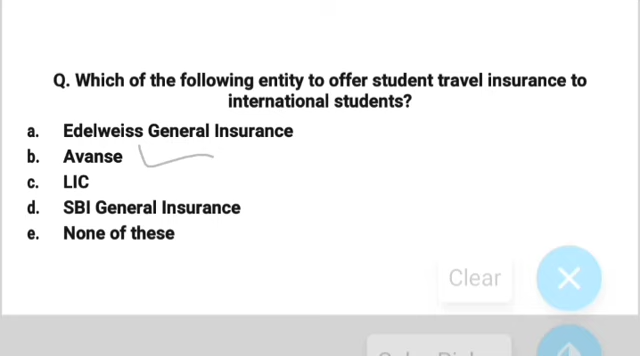 Q. Which of the following entity to offer student travel insurance to
international students?
a. Edelweiss General Insurance
b. Avanse
c. LIC
d. SBI General Insurance
e. None of these
Clear